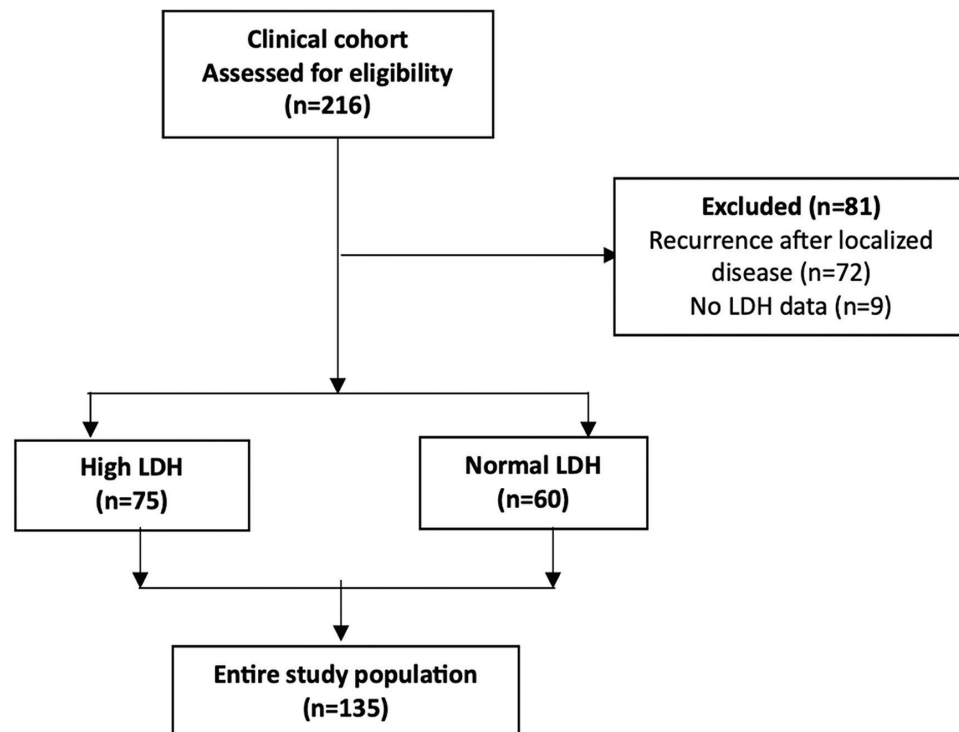 Clinical cohort
Assessed for eligibility
(n=216)
Excluded (n=81)
Recurrence after localized
disease (n=72)
No LDH data (n=9)
High LDH
(n=75)
Normal LDH
(n=60)
Entire study population
(n=135)